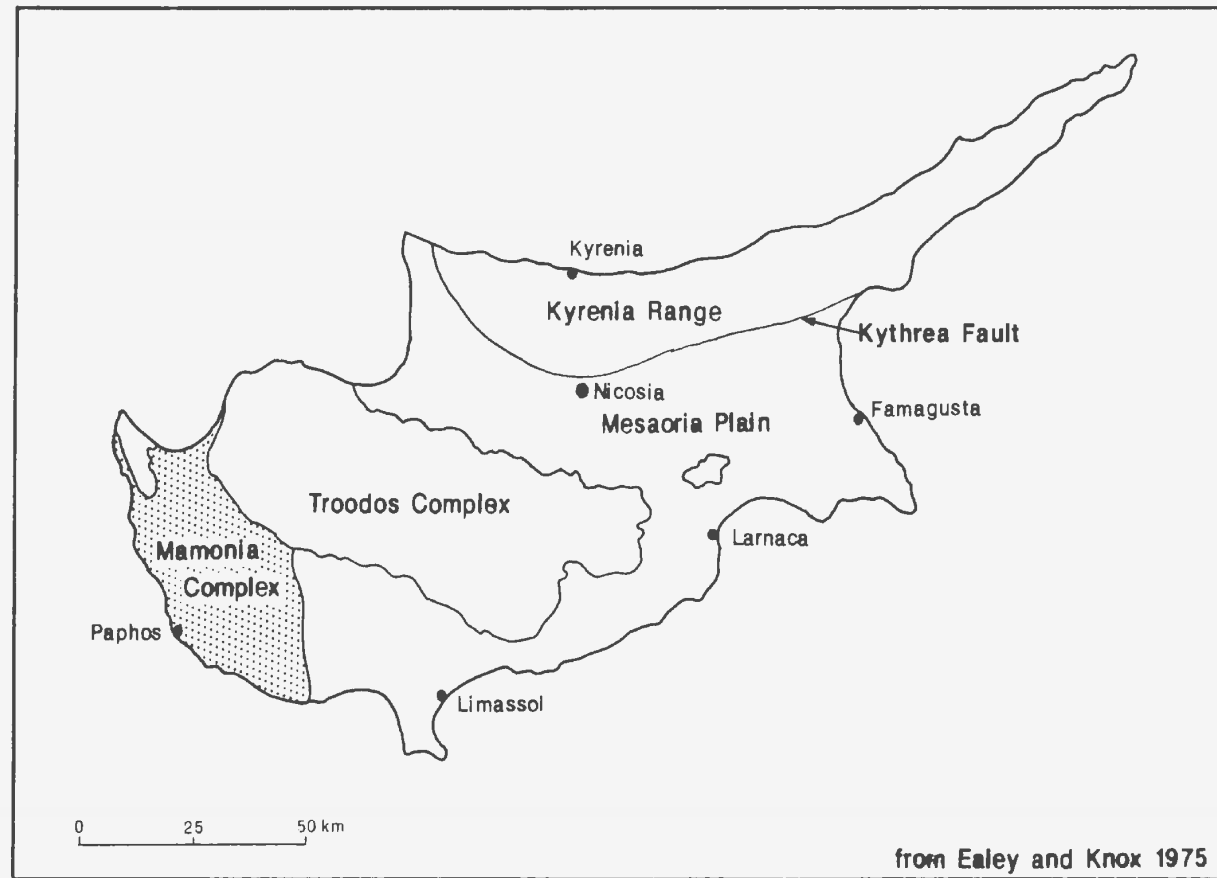 Kyrenia
Kyrenia Range
Kythrea Fault
Nicosia
Famagusta
Mesaoria Plain
Troodos Complex
Larnaca
Mamonia
Complex
Paphos
Limassol
0 25 50 km
from Ealey and Knox 1975